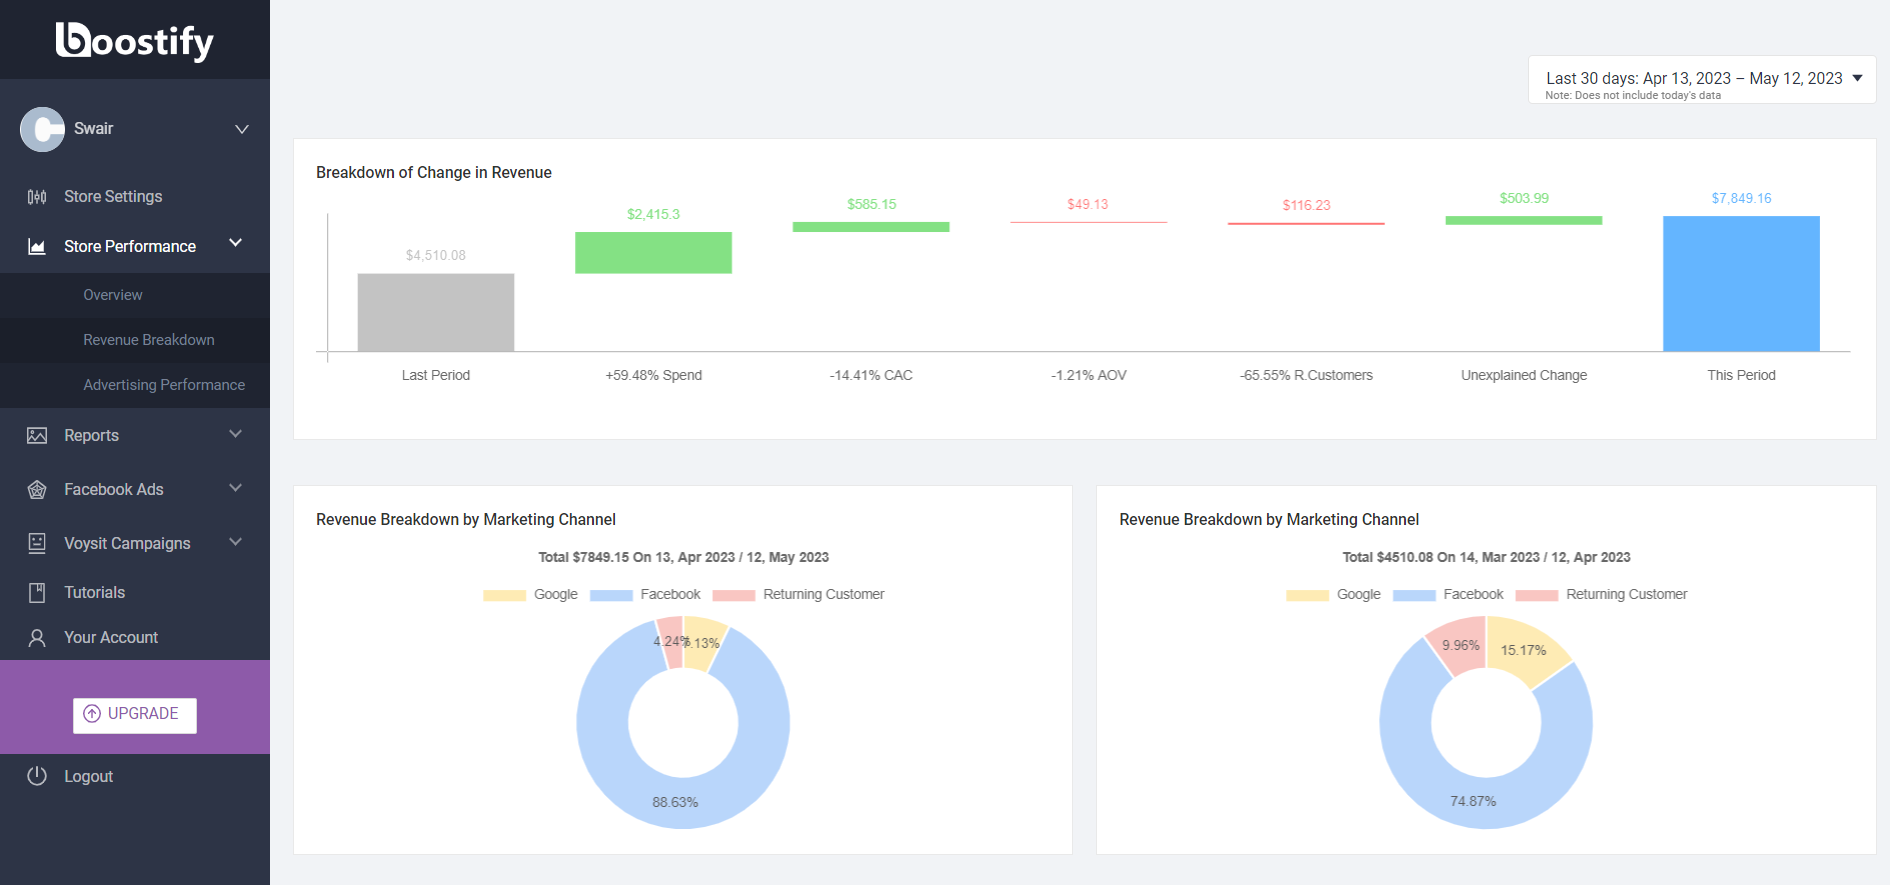 boostify
Swair
Store Settings
Store Performance
Overview
Revenue Breakdown
Advertising Performance
Reports
Facebook Ads
Voysit Campaigns
Tutorials
Your Account
UPGRADE
Logout
Last 30 days: Apr 13, 2023 – May 12, 2023
Note: Does not include today's data
Breakdown of Change in Revenue
$4,510.08
$2,415.3
$585.15
$49.13
$116.23
$503.99
$7,849.16
Last Period
+59.48% Spend
-14.41% CAC
-1.21% AOV
-65.55% R.Customers
Unexplained Change
This Period
Revenue Breakdown by Marketing Channel
Total $7849.15 On 13, Apr 2023 / 12, May 2023
Google
Facebook
Returning Customer
4.24%
7.13%
88.63%
Revenue Breakdown by Marketing Channel
Total $4510.08 On 14, Mar 2023 / 12, Apr 2023
Google
Facebook
Returning Customer
9.96%
15.17%
74.87%